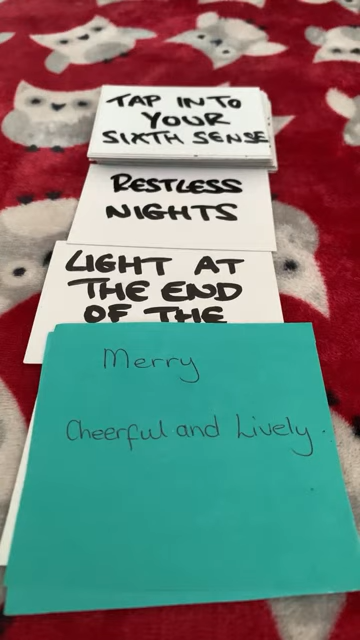 TAP INTO
YOUR
SIXTH SENSE
RESTLESS
NIGHTS
LIGHT AT
THE END
OF THE
Merry
Cheerful and Lively.